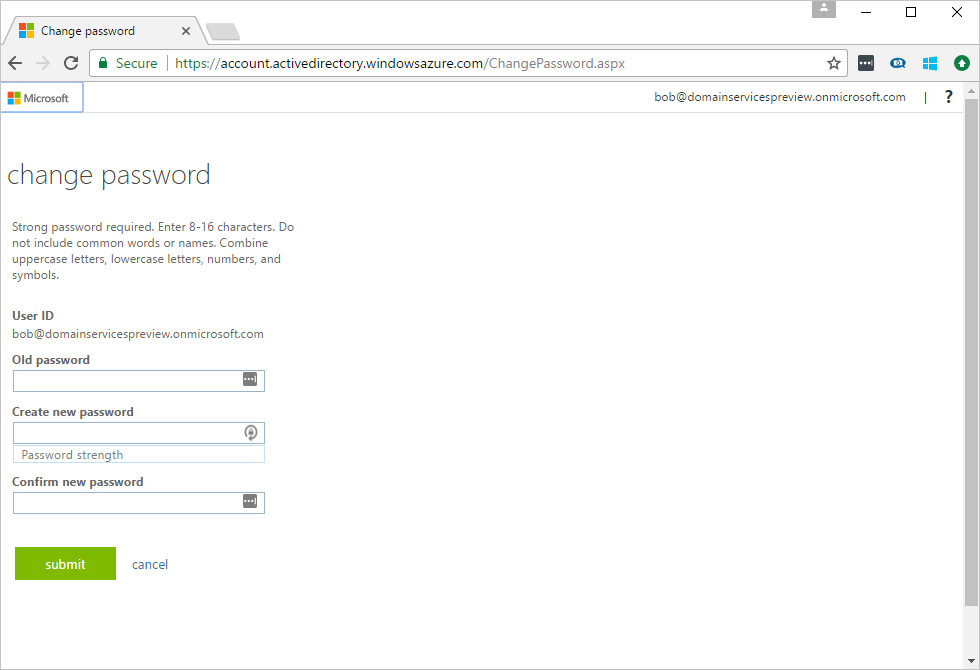 Change password
Secure
https://account.activedirectory.windowsazure.com/ChangePassword.aspx
Microsoft
bob@domainservicespreview.onmicrosoft.com | ?
change password
Strong password required. Enter 8-16 characters. Do
not include common words or names. Combine
uppercase letters, lowercase letters, numbers, and
symbols.
User ID
bob@domainservicespreview.onmicrosoft.com
Old password
Create new password
Password strength
Confirm new password
submit
cancel